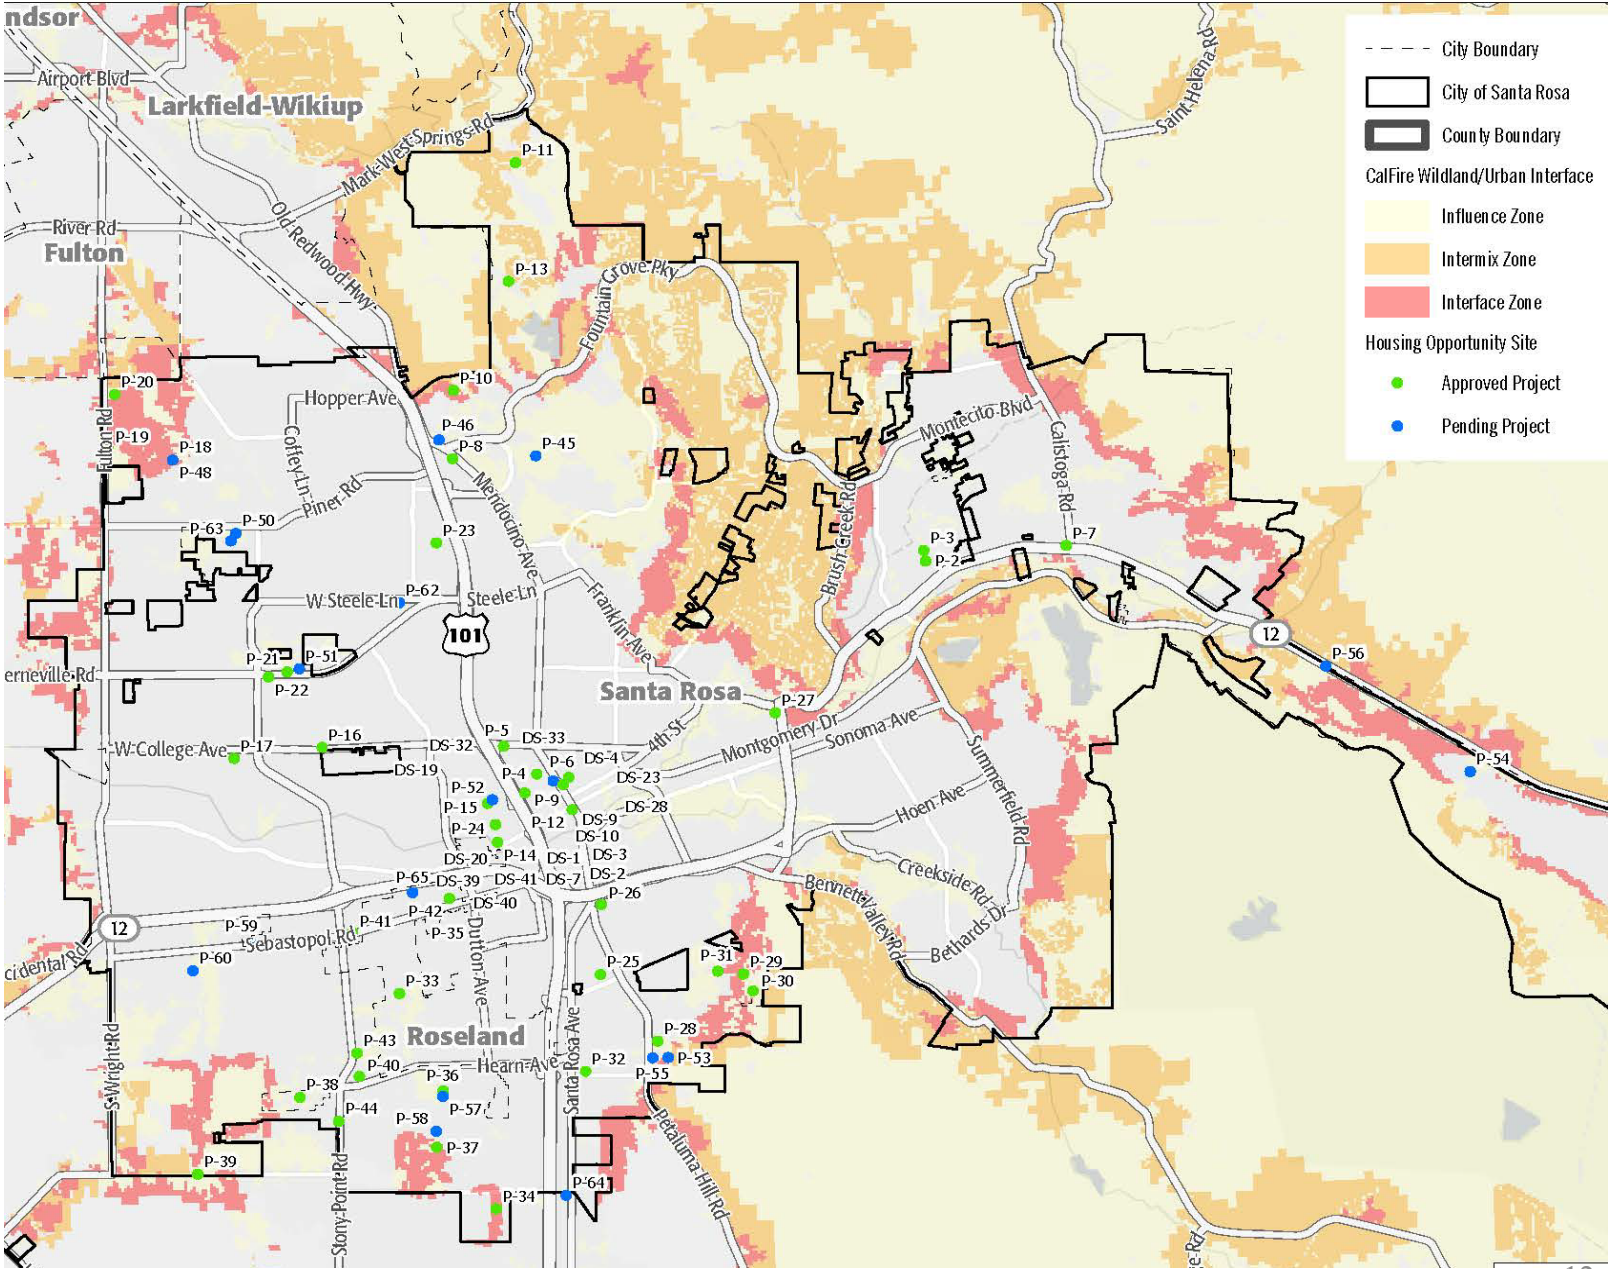 ndsor
Airport Blvd
Larkfield-Wikiup
Mark West Springs Rd
Saint Helena Rd
City Boundary
City of Santa Rosa
County Boundary
CalFire Wildland/Urban Interface
Influence Zone
Intermix Zone
Interface Zone
Housing Opportunity Site
Approved Project
Pending Project
P-11
River Rd
Fulton
Old Redwood Hwy
P-13
Fountain Grove Pky
P-20
P-10
Hopper Ave
Fulton Rd
P-19
P-18
P-48
Coffey Ln
P-46
P-8
P-45
Montecito Blvd
Calistoga Rd
Piner Rd
Mendocino Ave
Brush Creek Rd
P-63
P-50
P-23
P-3
P-2
P-7
P-62
W Steele Ln
Steele Ln
Franklin Ave
101
12
P-21
P-51
P-22
erneville Rd
P-56
Santa Rosa
P-27
4th St
Montgomery Dr
Sonoma Ave
Summerfield Rd
W College Ave
P-17
P-16
DS-32
P-5
DS-33
DS-19
P-4
P-6
DS-4
DS-23
P-54
P-52
P-15
P-9
DS-28
P-24
P-12
DS-9
DS-10
Hoen Ave
DS-20
P-14
DS-1
DS-3
P-65
DS-39
DS-41
DS-7
DS-2
Creekside Rd
P-42
DS-40
P-26
Bennett Valley Rd
Bethards Dr
12
P-59
P-41
P-35
Sebastopol Rd
Dutton Ave
cidental Rd
P-60
P-33
P-25
P-31
P-29
P-30
Roseland
S Wright Rd
Santa Rosa Ave
P-43
P-28
P-40
Hearn Ave
P-32
P-53
P-55
P-38
P-36
P-57
P-44
P-58
P-37
Petaluma Hill Rd
P-39
Stony Point Rd
P-34
P-64